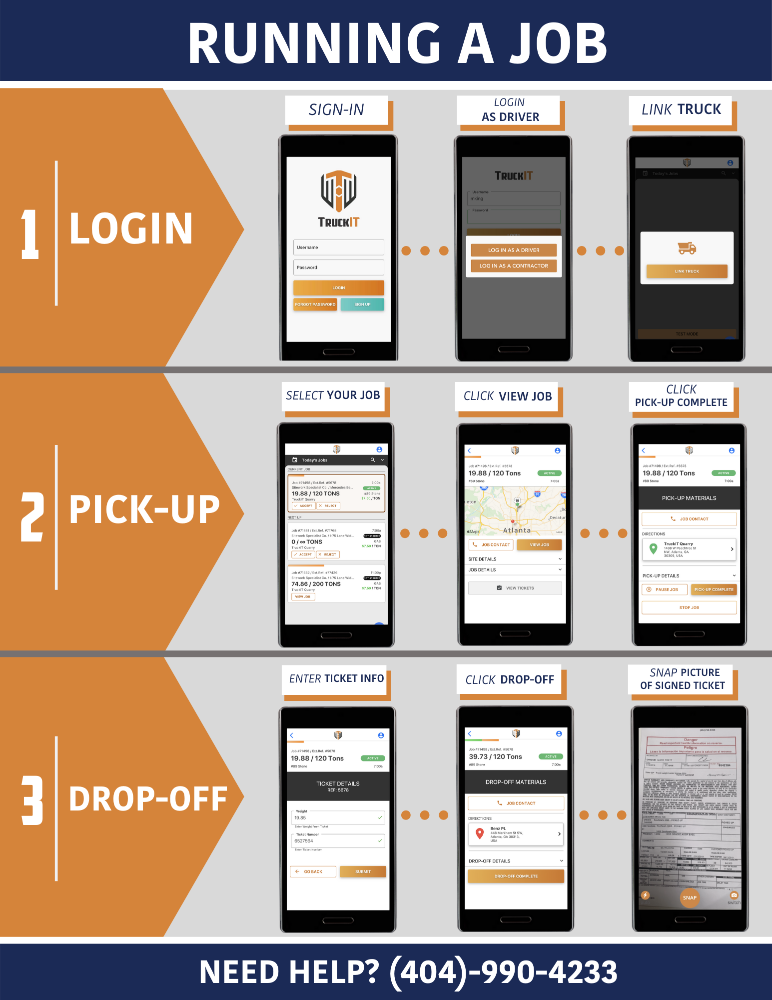 RUNNING A JOB
1
LOGIN
SIGN-IN
TRUCKIT
Username
Password
LOGIN
FORGOT PASSWORD
SIGN UP
LOGIN
AS DRIVER
TRUCKIT
Username
mking
Password
LOGIN
LOG IN AS A DRIVER
LOG IN AS A CONTRACTOR
LINK TRUCK
Today's Jobs
LINK TRUCK
TEST MODE
2
PICK-UP
SELECT YOUR JOB
Today's Jobs
CURRENT JOB
Job #71498 / Ext.Ref. #5678 7:00a
Sitework Specialist Co. / Mercedes Be... ACTIVE
19.88 / 120 TONS #89 Stone
TruckIT Quarry $7.50 / TON
ACCEPT REJECT
NEXT UP
Job #71551 / Ext.Ref. #71765 7:00a
Sitework Specialist Co. / I-75 Lane Wid... NOT STARTED
0 / ∞ TONS GAB
TruckIT Quarry $7.50 / TON
ACCEPT REJECT
Job #71552 / Ext.Ref. #77436 11:00p
Sitework Specialist Co. / I-75 Lane Wid... NOT STARTED
74.86 / 200 TONS GAB
TruckIT Quarry $7.50 / TON
VIEW JOB
CLICK VIEW JOB
Job #71498 / Ext.Ref. #5678
19.88 / 120 Tons ACTIVE
#89 Stone 7:00a
285
85
19
Decatur
Atlanta
Maps
JOB CONTACT VIEW JOB
SITE DETAILS
JOB DETAILS
VIEW TICKETS
CLICK
PICK-UP COMPLETE
Job #71498 / Ext.Ref. #5678
19.88 / 120 Tons ACTIVE
#89 Stone 7:00a
PICK-UP MATERIALS
JOB CONTACT
DIRECTIONS
TruckIT Quarry
1438 W Peachtree St
NW, Atlanta, GA
30309, USA
PICK-UP DETAILS
PAUSE JOB PICK-UP COMPLETE
STOP JOB
3
DROP-OFF
ENTER TICKET INFO
Job #71498 / Ext.Ref. #5678
19.88 / 120 Tons ACTIVE
#89 Stone 7:00a
TICKET DETAILS
REF: 5678
Weight
19.85
Enter Weight From Ticket
Ticket Number
6527564
Enter Ticket Number
GO BACK SUBMIT
CLICK DROP-OFF
Job #71498 / Ext.Ref. #5678
39.73 / 120 Tons ACTIVE
#89 Stone 7:00a
DROP-OFF MATERIALS
JOB CONTACT
DIRECTIONS
Benz PL
448 Markham St SW,
Atlanta, GA 30313,
USA
DROP-OFF DETAILS
DROP-OFF COMPLETE
SNAP PICTURE
OF SIGNED TICKET
Danger
Read important health information on reverse.
Peligro
Léase la información importante para la salud en el reverso.
DRIVER MARK THETT
FOREST PARK 6542104
PICKED UP
SNAP
switch
NEED HELP? (404)-990-4233